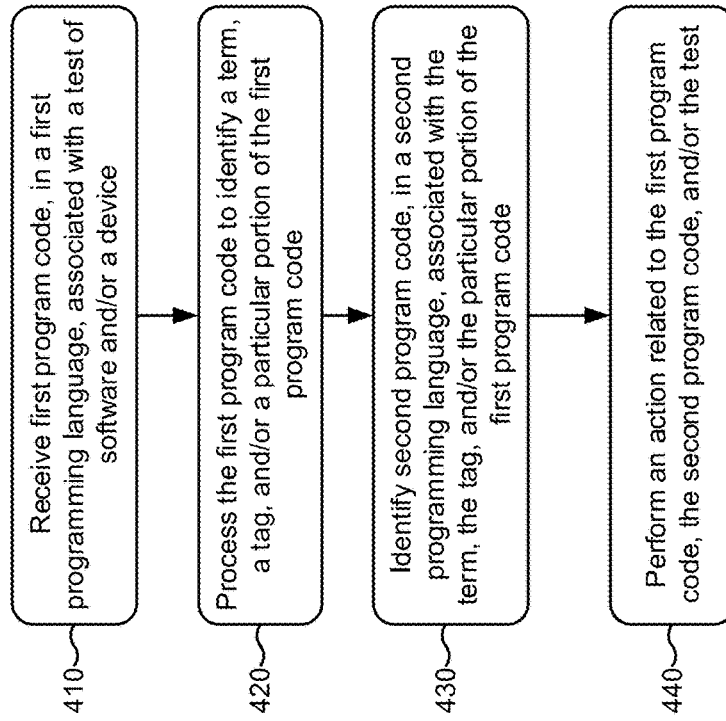 410
Receive first program code, in a first
programming language, associated with a test of
software and/or a device
420
Process the first program code to identify a term,
a tag, and/or a particular portion of the first
program code
430
Identify second program code, in a second
programming language, associated with the
term, the tag, and/or the particular portion of the
first program code
440
Perform an action related to the first program
code, the second program code, and/or the test